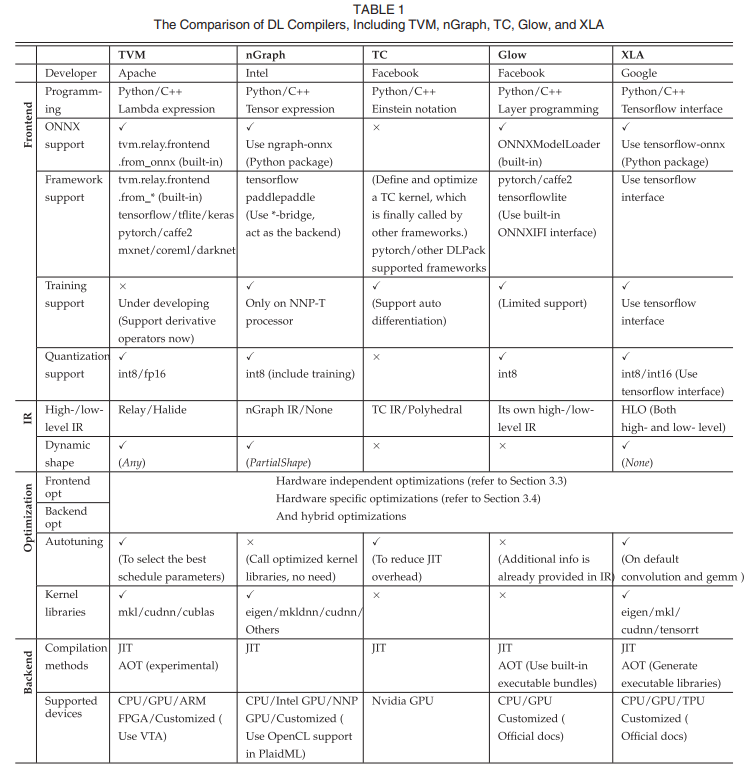 TABLE 1
The Comparison of DL Compilers, Including TVM, nGraph, TC, Glow, and XLA
TVM nGraph TC Glow XLA
Developer Apache Intel Facebook Facebook Google
Frontend
Programm- Python/C++ Python/C++ Python/C++ Python/C++ Python/C++
ing Lambda expression Tensor expression Einstein notation Layer programming Tensorflow interface
ONNX ✓ ✓ × ✓ ✓
support tvm.relay.frontend Use ngraph-onnx ONNXModelLoader Use tensorflow-onnx
.from_onnx (built-in) (Python package) (built-in) (Python package)
Framework tvm.relay.frontend tensorflow (Define and optimize pytorch/caffe2 Use tensorflow
support .from_* (built-in) paddlepaddle a TC kernel, which tensorflowlite interface
tensorflow/tflite/keras (Use *-bridge, is finally called by (Use built-in
pytorch/caffe2 act as the backend) other frameworks.) ONNXIFI interface)
mxnet/coreml/darknet pytorch/other DLPack
supported frameworks
Training × ✓ ✓ ✓ ✓
support Under developing Only on NNP-T (Support auto (Limited support) Use tensorflow
(Support derivative processor differentiation) interface
operators now)
Quantization ✓ ✓ × ✓ ✓
support int8/fp16 int8 (include training) int8 int8/int16 (Use
tensorflow interface)
IR
High-/low- Relay/Halide nGraph IR/None TC IR/Polyhedral Its own high-/low- HLO (Both
level IR level IR high- and low- level)
Dynamic ✓ ✓ × × ✓
shape (Any) (PartialShape) (None)
Optimization
Frontend Hardware independent optimizations (refer to Section 3.3)
opt Hardware specific optimizations (refer to Section 3.4)
Backend And hybrid optimizations
opt
Autotuning ✓ × ✓ × ✓
(To select the best (Call optimized kernel (To reduce JIT (Additional info is (On default
schedule parameters) libraries, no need) overhead) already provided in IR) convolution and gemm )
Kernel ✓ ✓ × × ✓
libraries mkl/cudnn/cublas eigen/mkldnn/cudnn/ eigen/mkl/
Others cudnn/tensorrt
Backend
Compilation JIT JIT JIT JIT JIT
methods AOT (experimental) AOT (Use built-in AOT (Generate
executable bundles) executable libraries)
Supported CPU/GPU/ARM CPU/Intel GPU/NNP Nvidia GPU CPU/GPU CPU/GPU/TPU
devices FPGA/Customized ( GPU/Customized ( Customized ( Customized (
Use VTA) Use OpenCL support Official docs) Official docs)
in PlaidML)